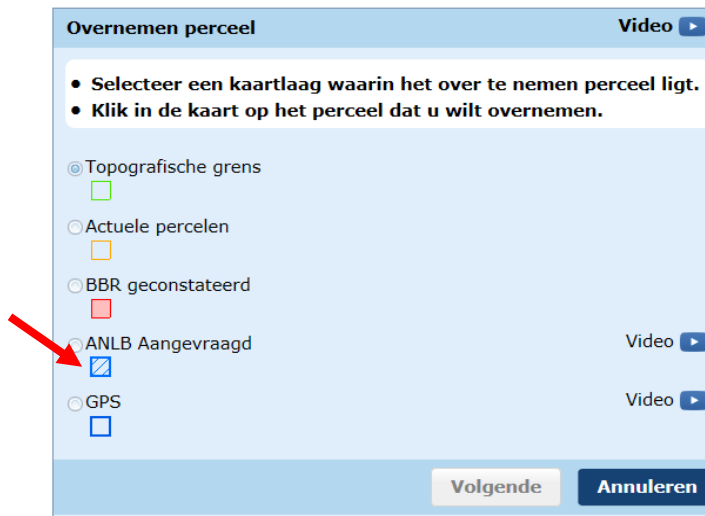 Overnemen perceel Video
• Selecteer een kaartlaag waarin het over te nemen perceel ligt.
• Klik in de kaart op het perceel dat u wilt overnemen.
Topografische grens
Actuele percelen
BBR geconstateerd
ANLB Aangevraagd Video
GPS Video
Volgende Annuleren